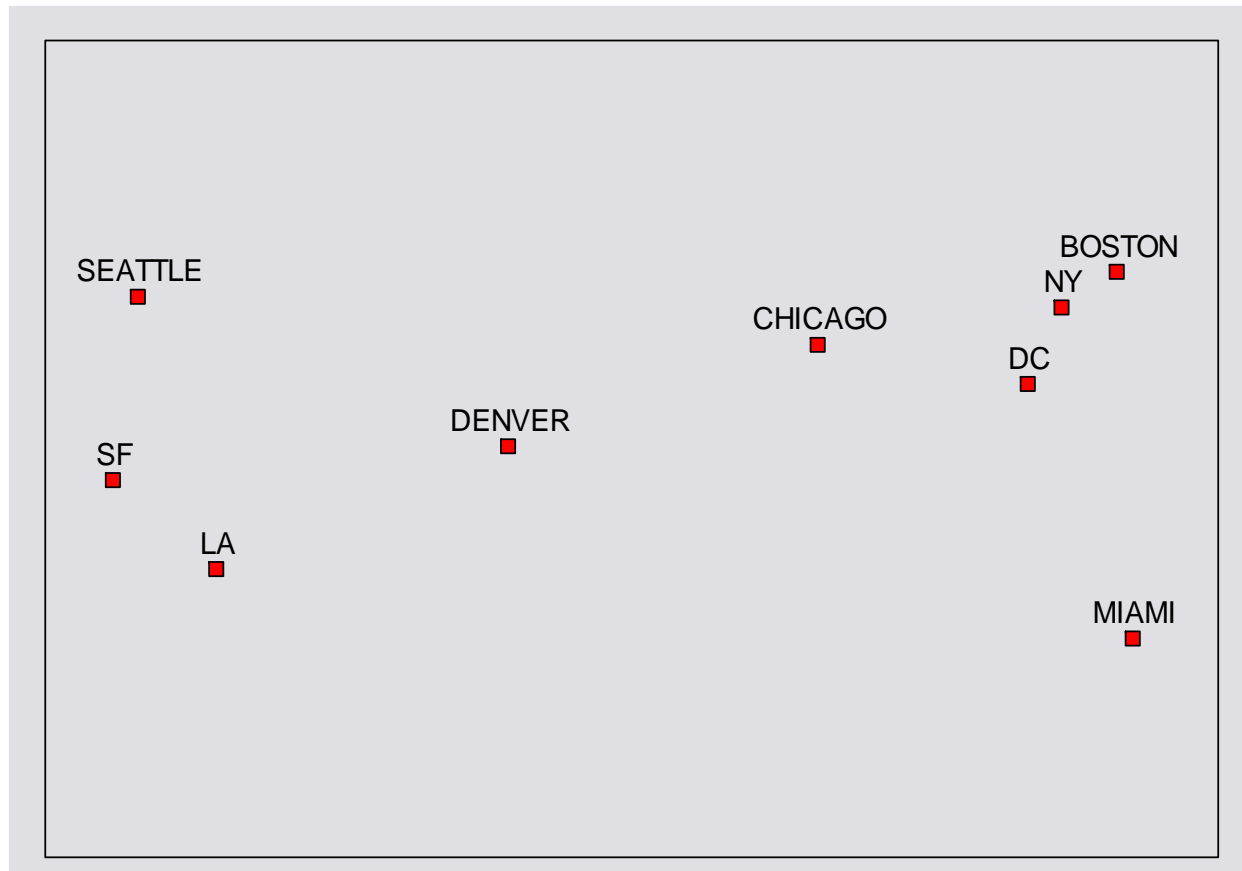 BOSTON
SEATTLE
NY
CHICAGO
DC
DENVER
SF
LA
MIAMI